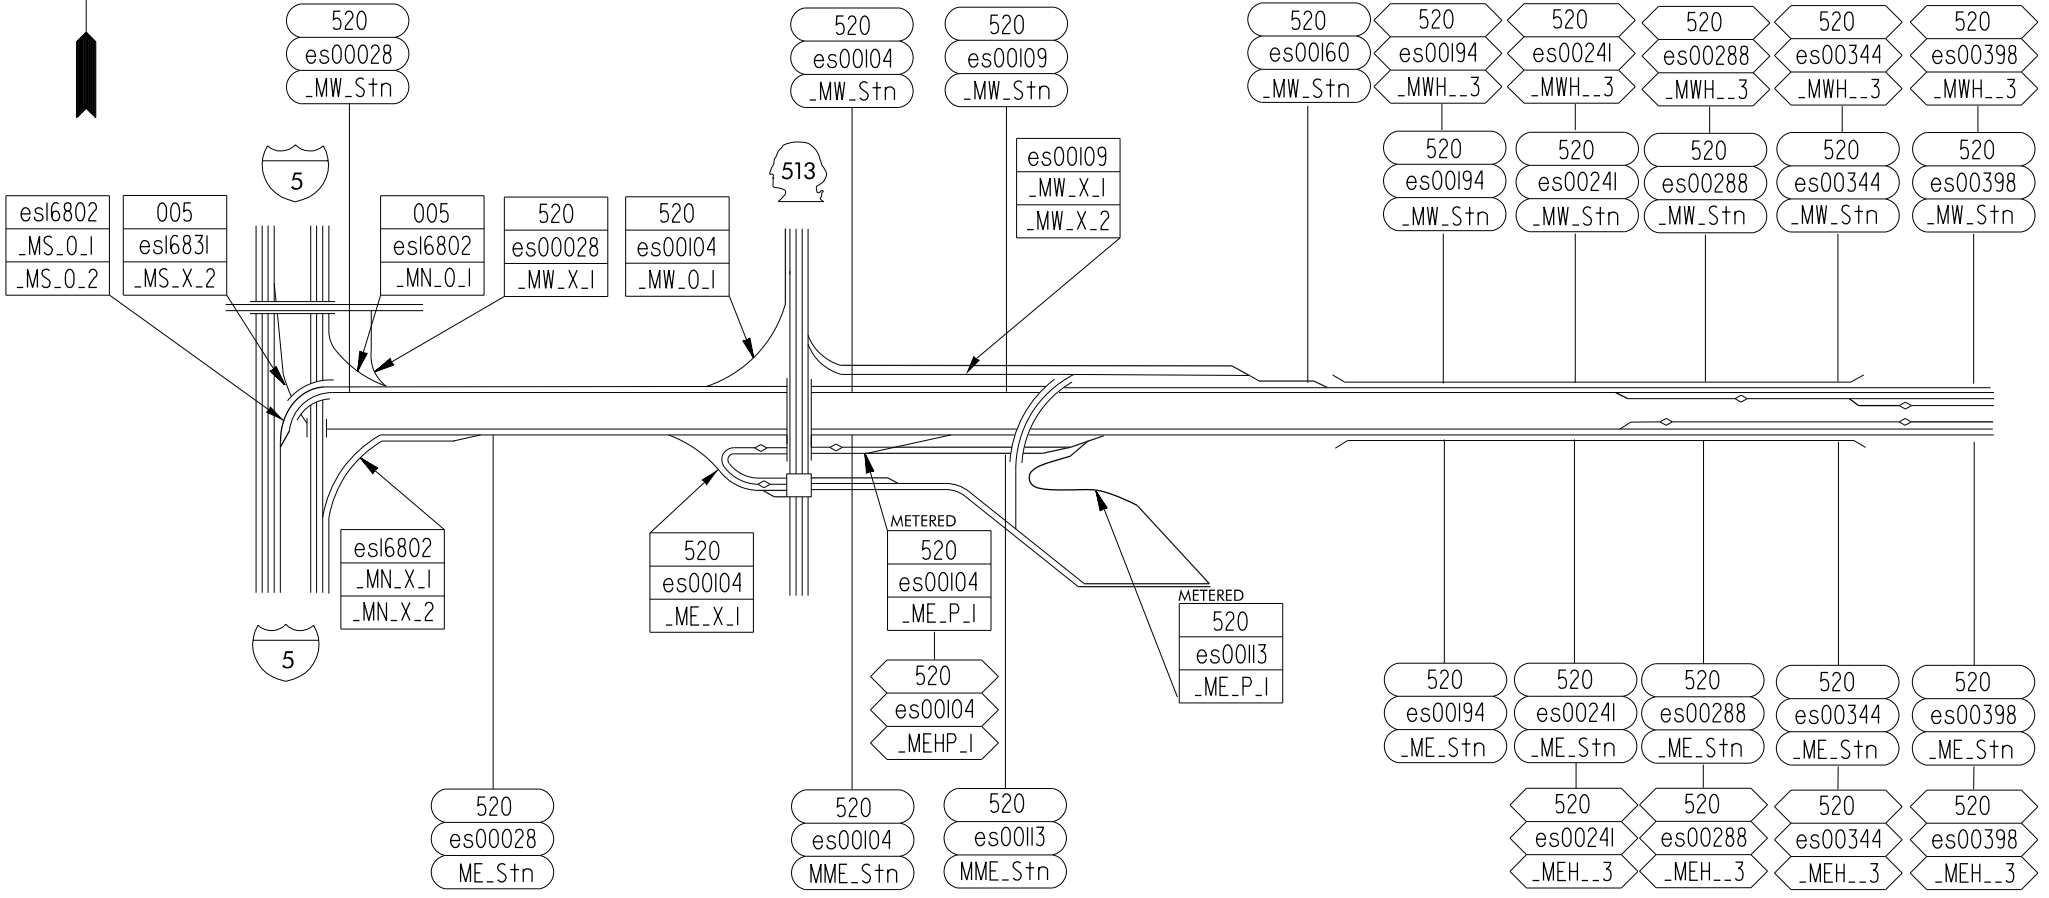 520
es00028
_MW_Stn
520
es00104
_MW_Stn
520
es00109
_MW_Stn
520
es00160
_MW_Stn
520
es00194
_MWH__3
520
es00241
_MWH__3
520
es00288
_MWH__3
520
es00344
_MWH__3
520
es00398
_MWH__3
520
es00194
_MW_Stn
520
es00241
_MW_Stn
520
es00288
_MW_Stn
520
es00344
_MW_Stn
520
es00398
_MW_Stn
5
513
es00109
_MW_X_1
_MW_X_2
es16802
_MS_O_1
_MS_O_2
005
es16831
_MS_X_2
005
es16802
_MN_O_1
520
es00028
_MW_X_1
520
es00104
_MW_O_1
es16802
_MN_X_1
_MN_X_2
5
520
es00104
_ME_X_1
METERED
520
es00104
_ME_P_1
520
es00104
_MEHP_1
METERED
520
es00113
_ME_P_1
520
es00194
_ME_Stn
520
es00241
_ME_Stn
520
es00288
_ME_Stn
520
es00344
_ME_Stn
520
es00398
_ME_Stn
520
es00028
ME_Stn
520
es00104
MME_Stn
520
es00113
MME_Stn
520
es00241
_MEH__3
520
es00288
_MEH__3
520
es00344
_MEH__3
520
es00398
_MEH__3